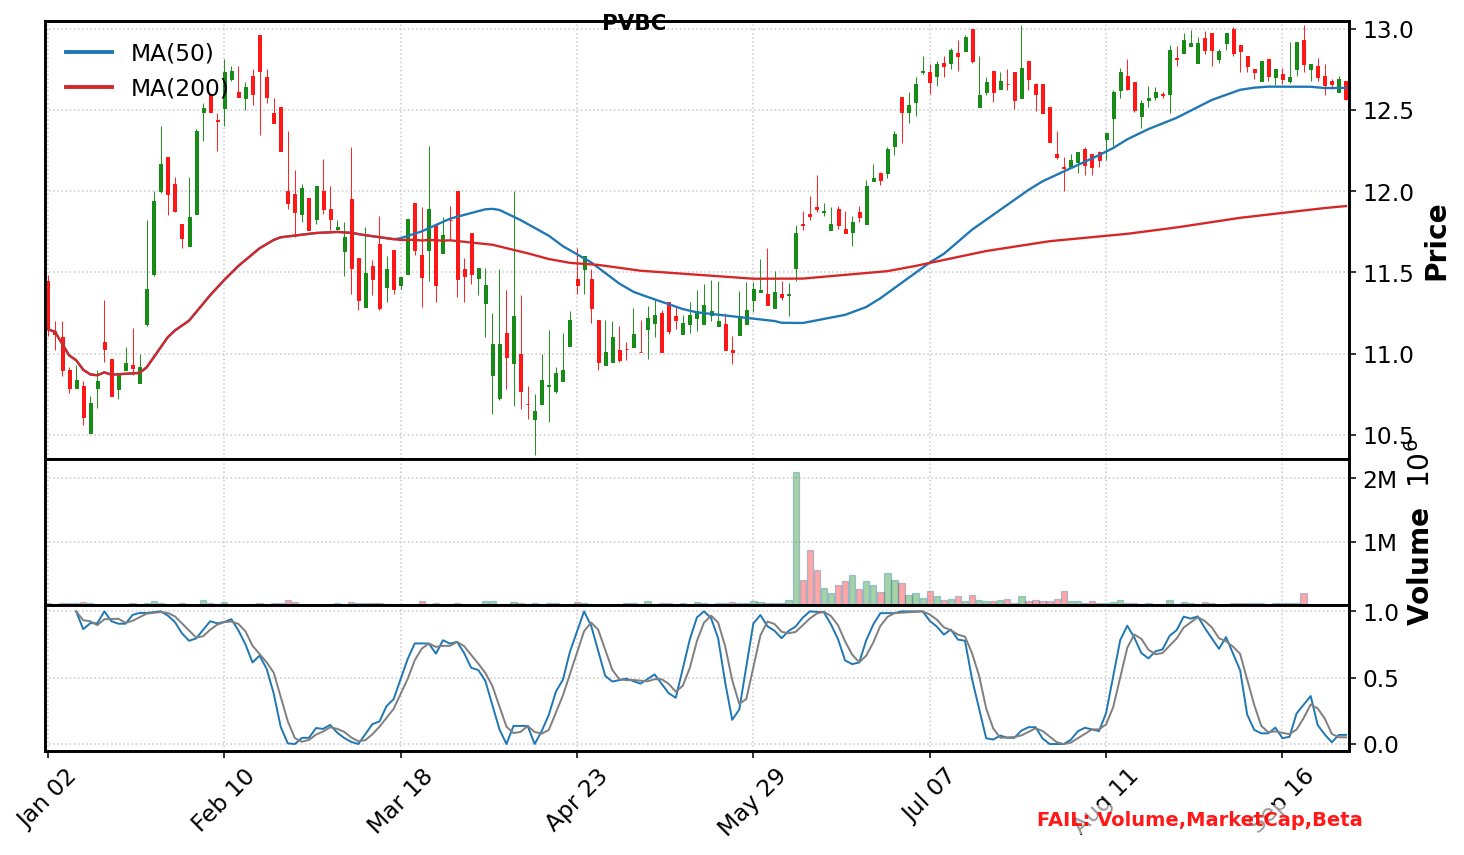 PVBC
MA(50)
MA(200)
13.0
12.5
12.0
11.5
11.0
10.5
Price
2M
1M
Volume 10^6
1.0
0.5
0.0
Jan 02
Feb 10
Mar 18
Apr 23
May 29
Jul 07
Aug 11
Sep 16
FAIL: Volume,MarketCap,Beta